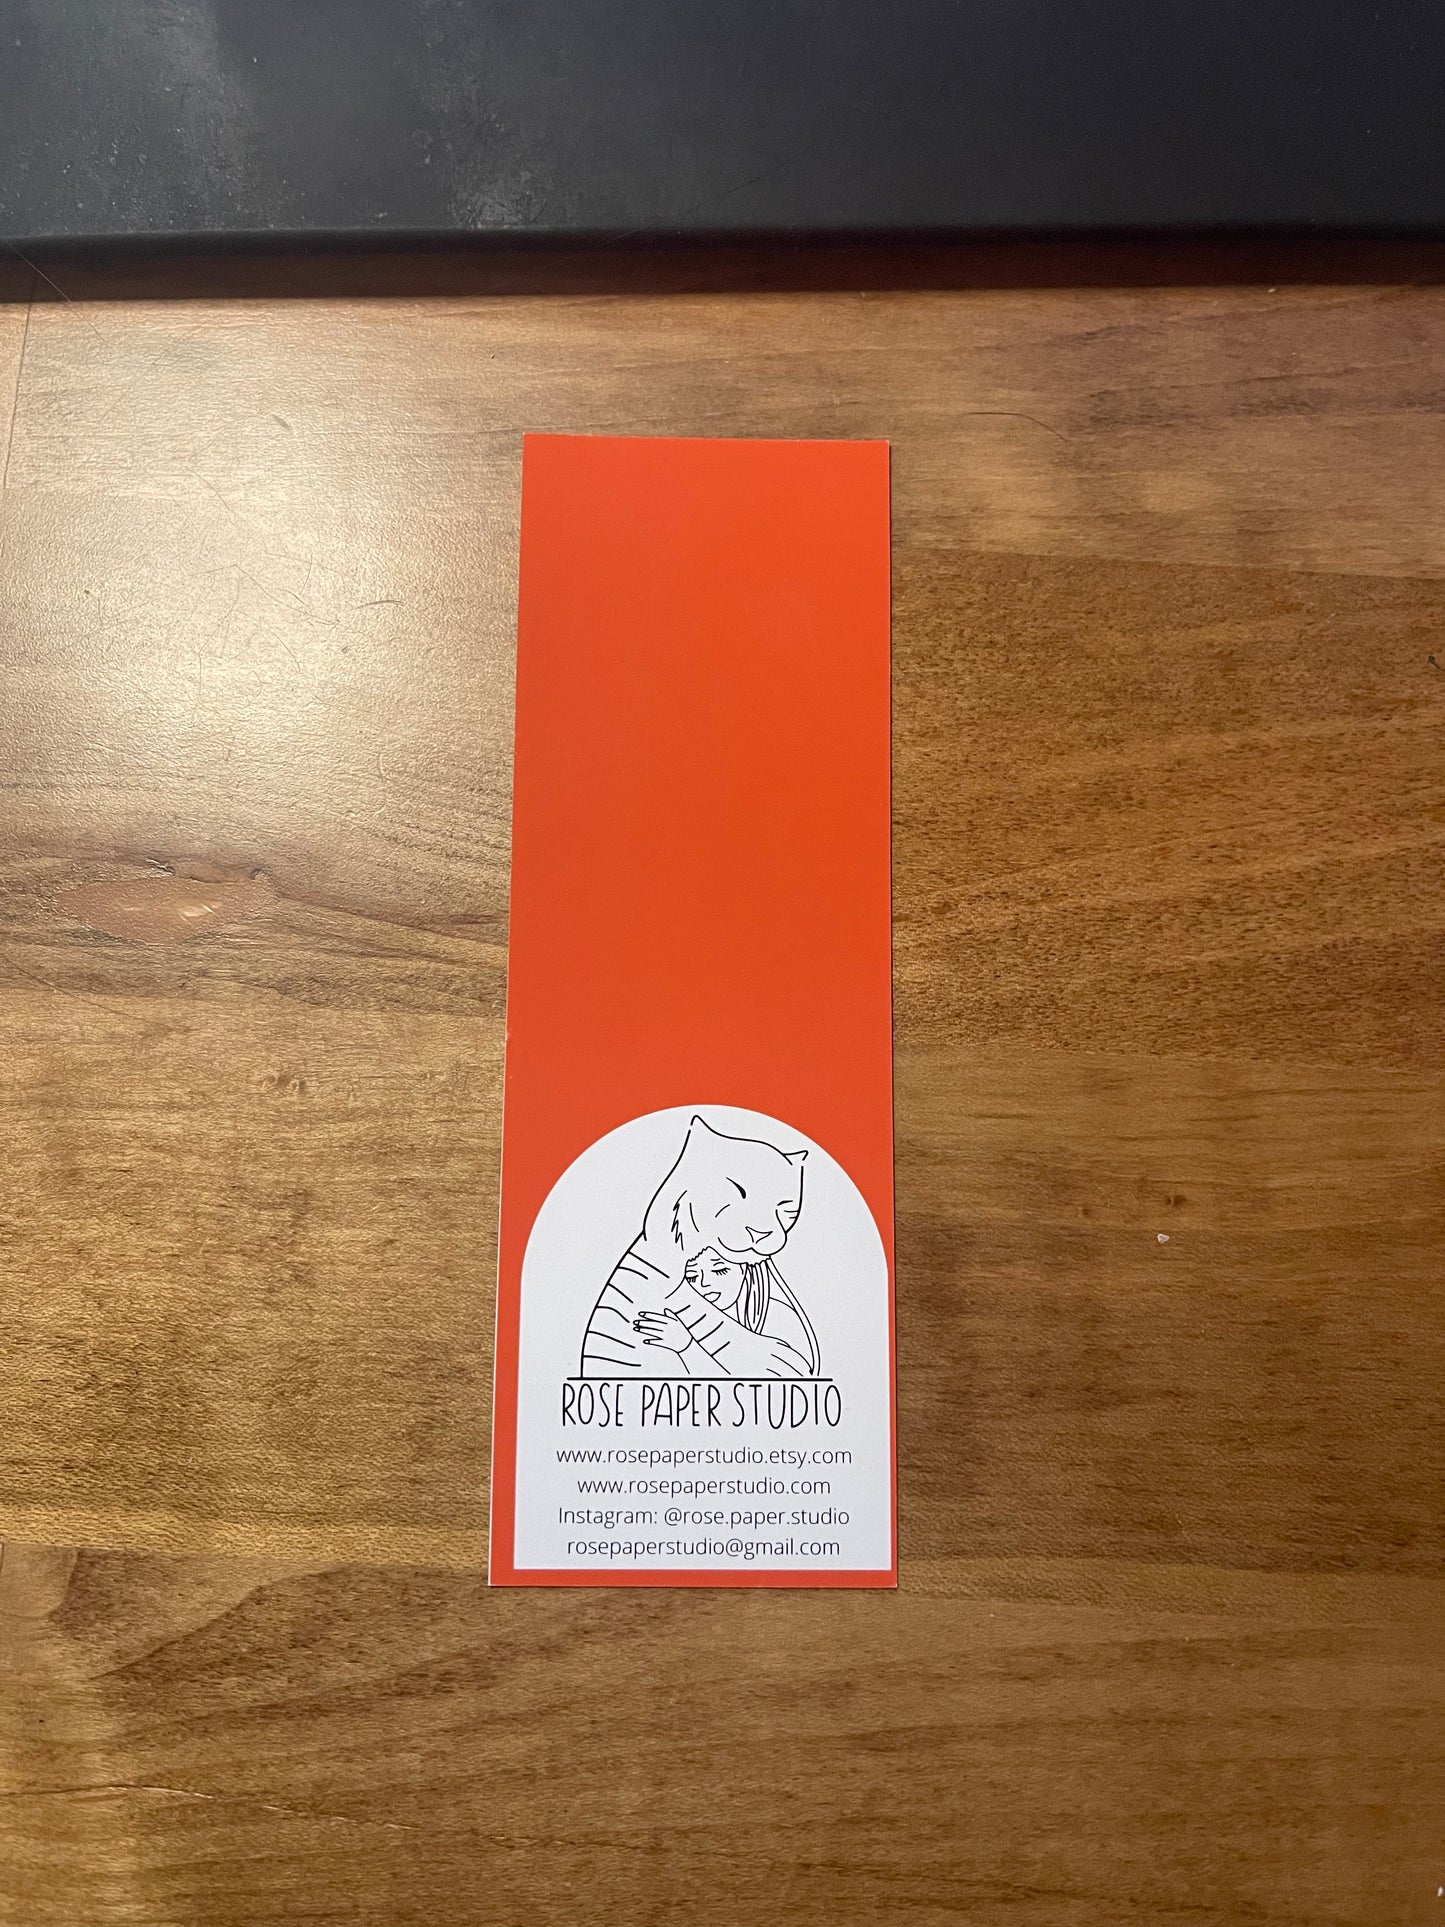 ROSE PAPER STUDIO
www.rosepaperstudio.etsy.com
www.rosepaperstudio.com
Instagram: @rose.paper.studio
rosepaperstudio@gmail.com